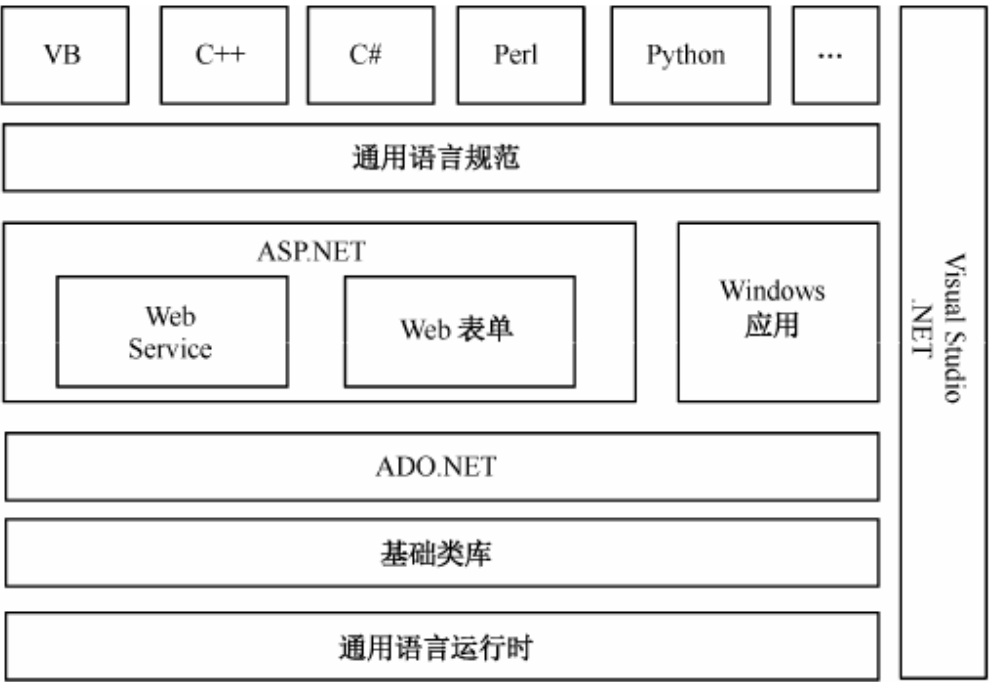 VB
C++
C#
Perl
Python
...
通用语言规范
ASP.NET
Web
Service
Web 表单
Windows
应用
ADO.NET
基础类库
通用语言运行时
Visual Studio
.NET